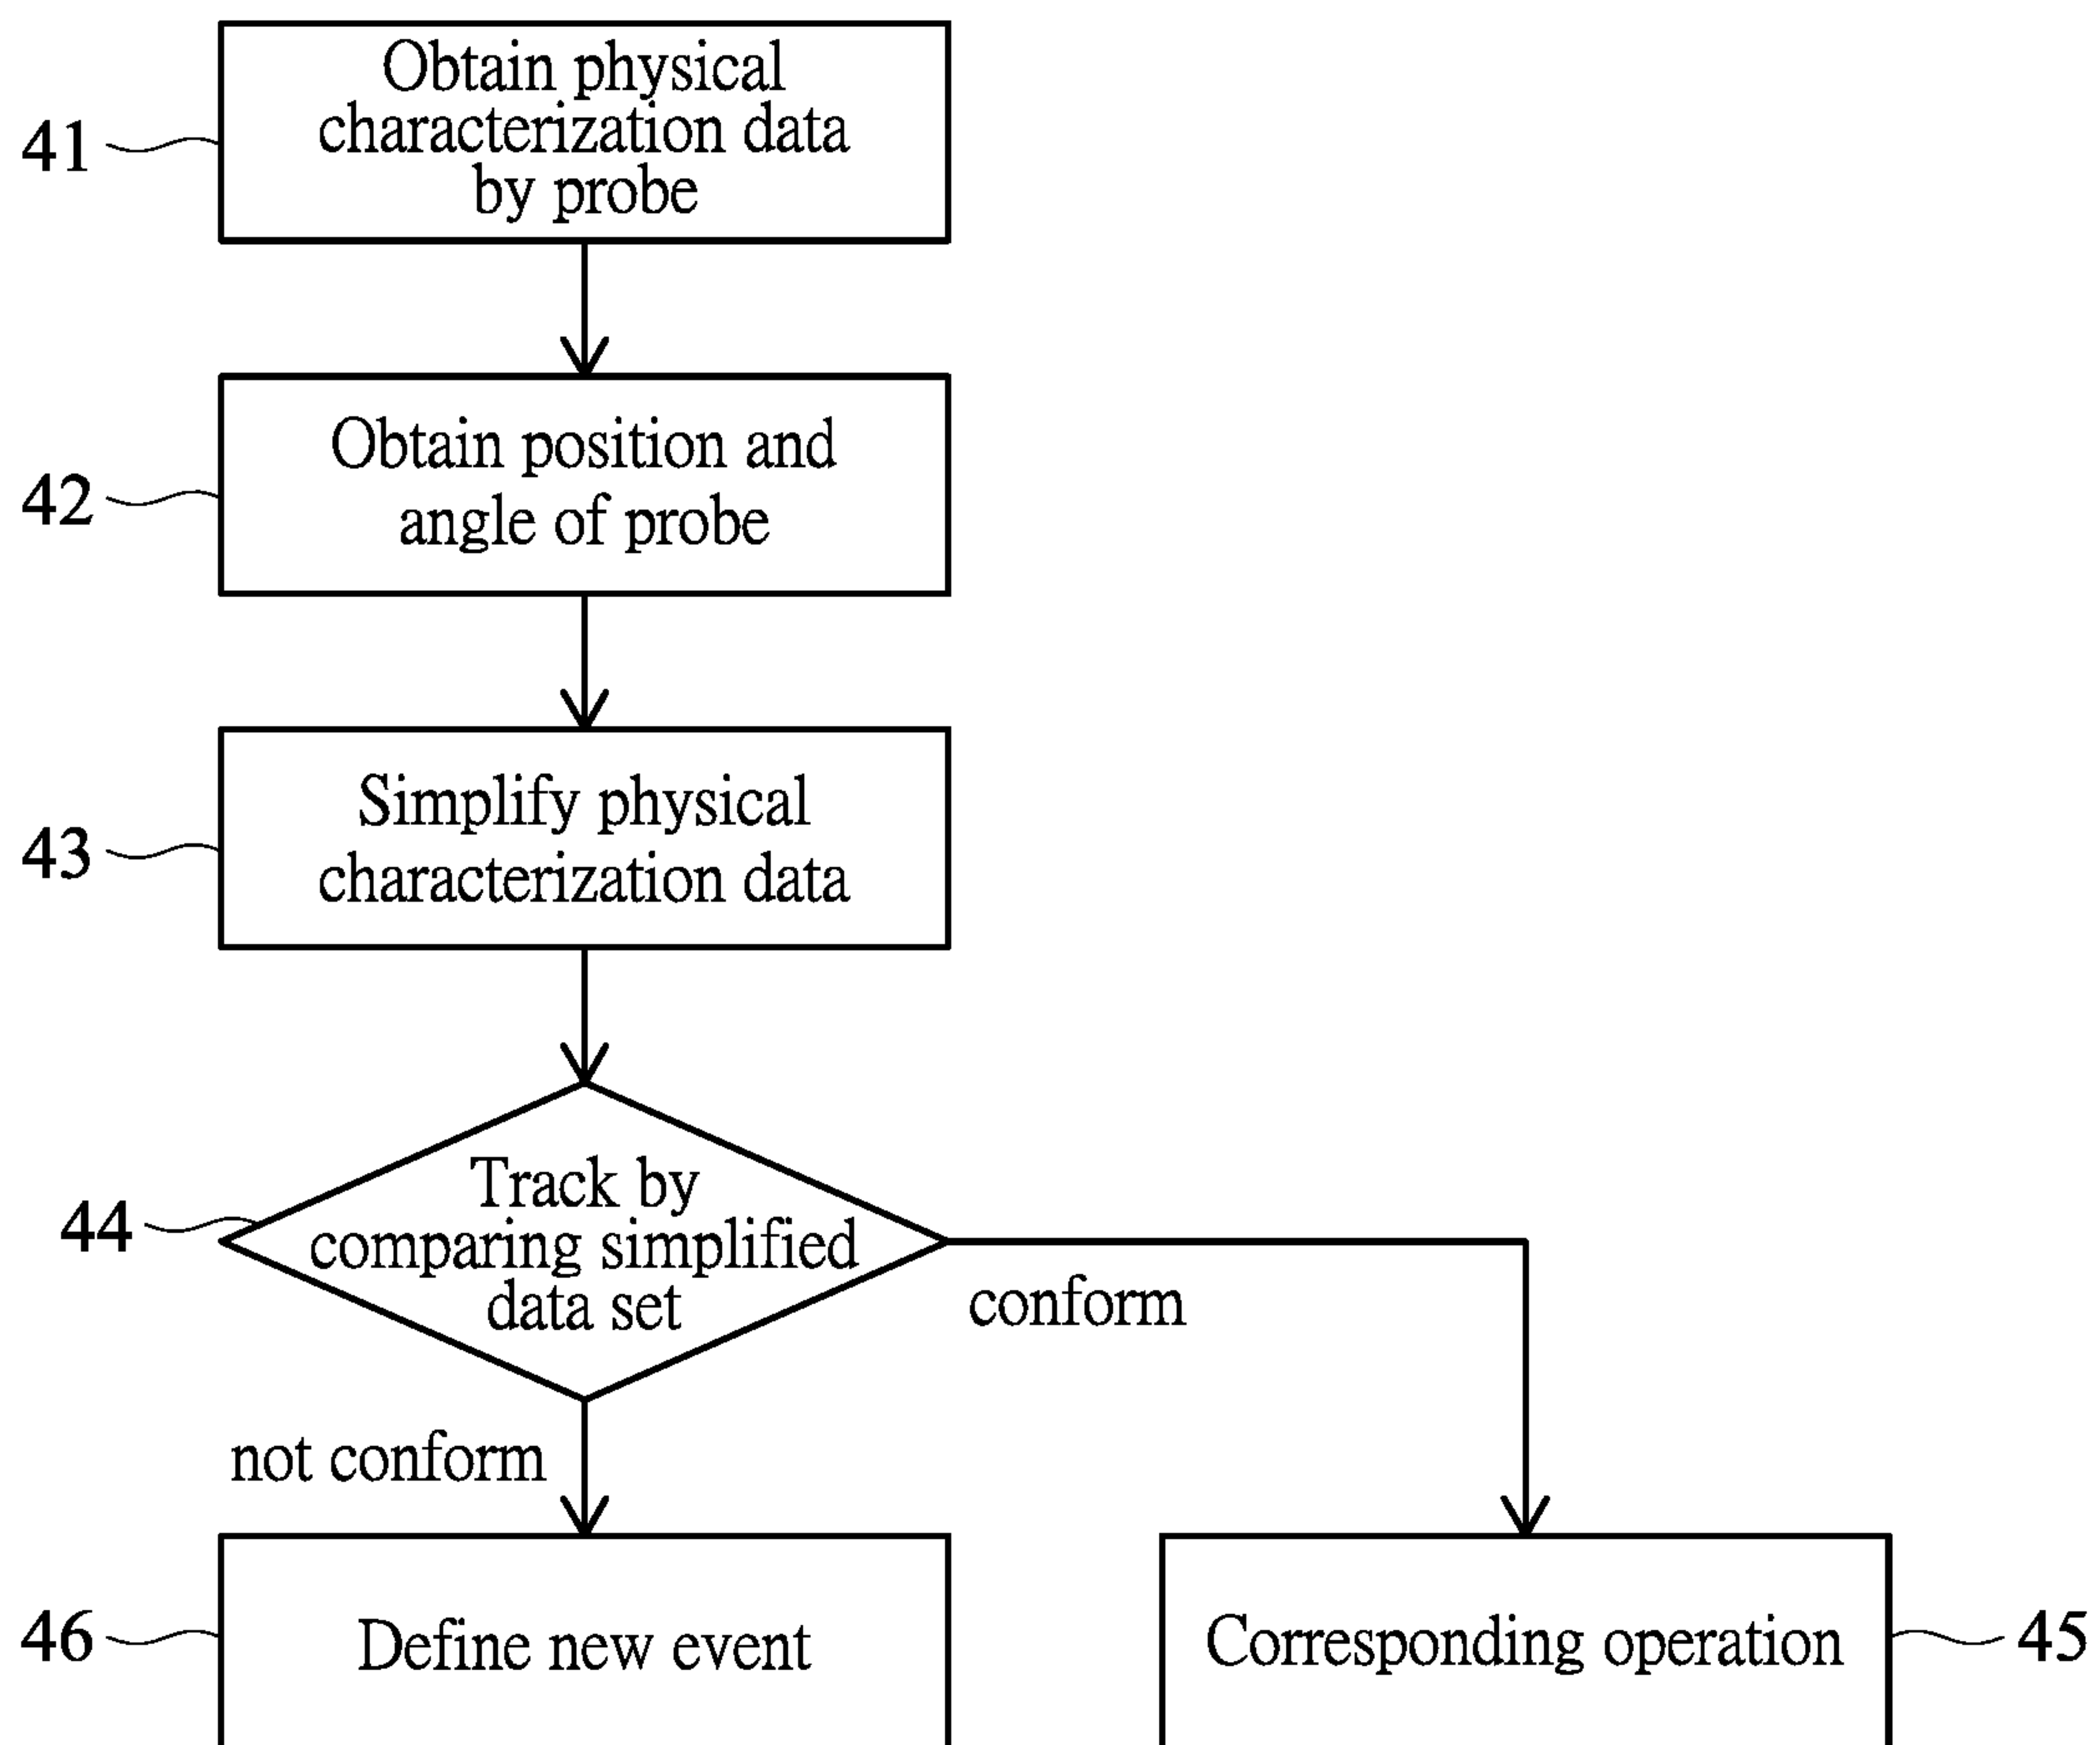 Obtain physical
characterization data
by probe
41
Obtain position and
angle of probe
42
Simplify physical
characterization data
43
Track by
comparing simplified
data set
44
conform
not conform
Define new event
46
Corresponding operation
45